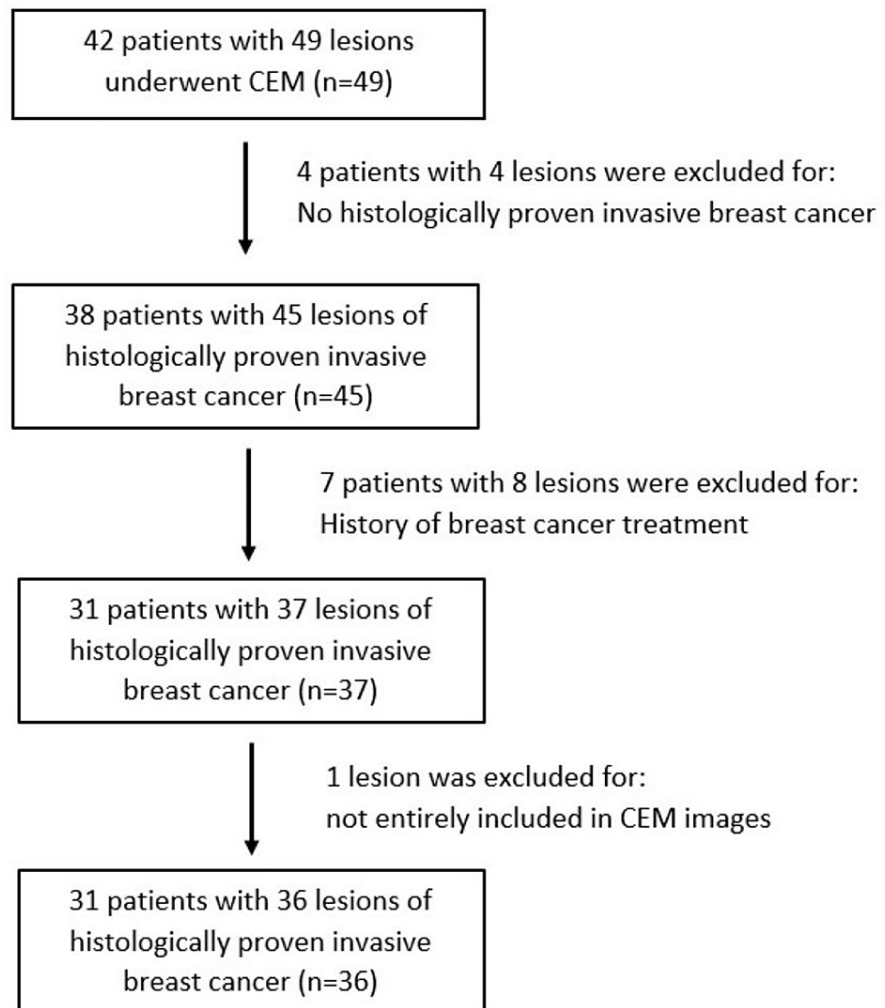 42 patients with 49 lesions
underwent CEM (n=49)
4 patients with 4 lesions were excluded for:
No histologically proven invasive breast cancer
38 patients with 45 lesions of
histologically proven invasive
breast cancer (n=45)
7 patients with 8 lesions were excluded for:
History of breast cancer treatment
31 patients with 37 lesions of
histologically proven invasive
breast cancer (n=37)
1 lesion was excluded for:
not entirely included in CEM images
31 patients with 36 lesions of
histologically proven invasive
breast cancer (n=36)